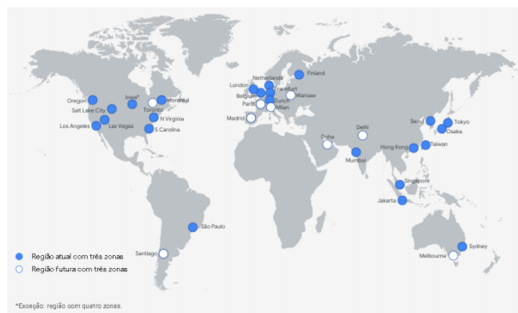 Finland
Netherlands
London
Frankfurt
Belgium
Warsaw
Zurich
Paris
Milan
Madrid
Oregon
Iowa*
Montréal
Salt Lake City
Toronto
N Virginia
Los Angeles
Las Vegas
S Carolina
Doha
Delhi
Seoul
Tokyo
Osaka
Hong Kong
Taiwan
Mumbai
Singapore
Jakarta
São Paulo
Santiago
Sydney
Melbourne
Região atual com três zonas
Região futura com três zonas
*Exceção: região com quatro zonas.